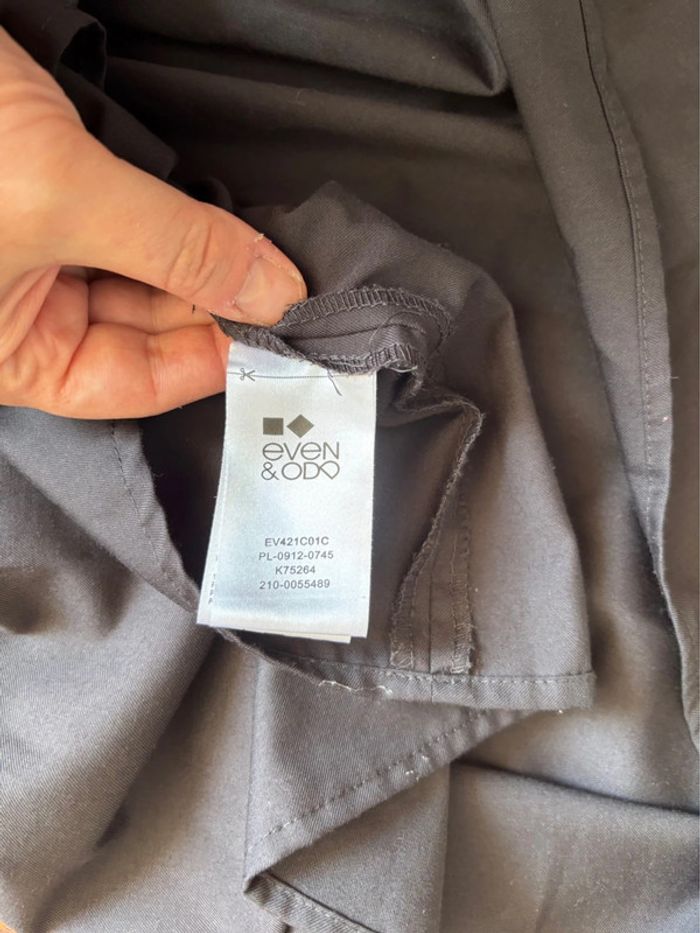 even
& ODD
EV421C01C
PL-0912-0745
K75264
210-0055489